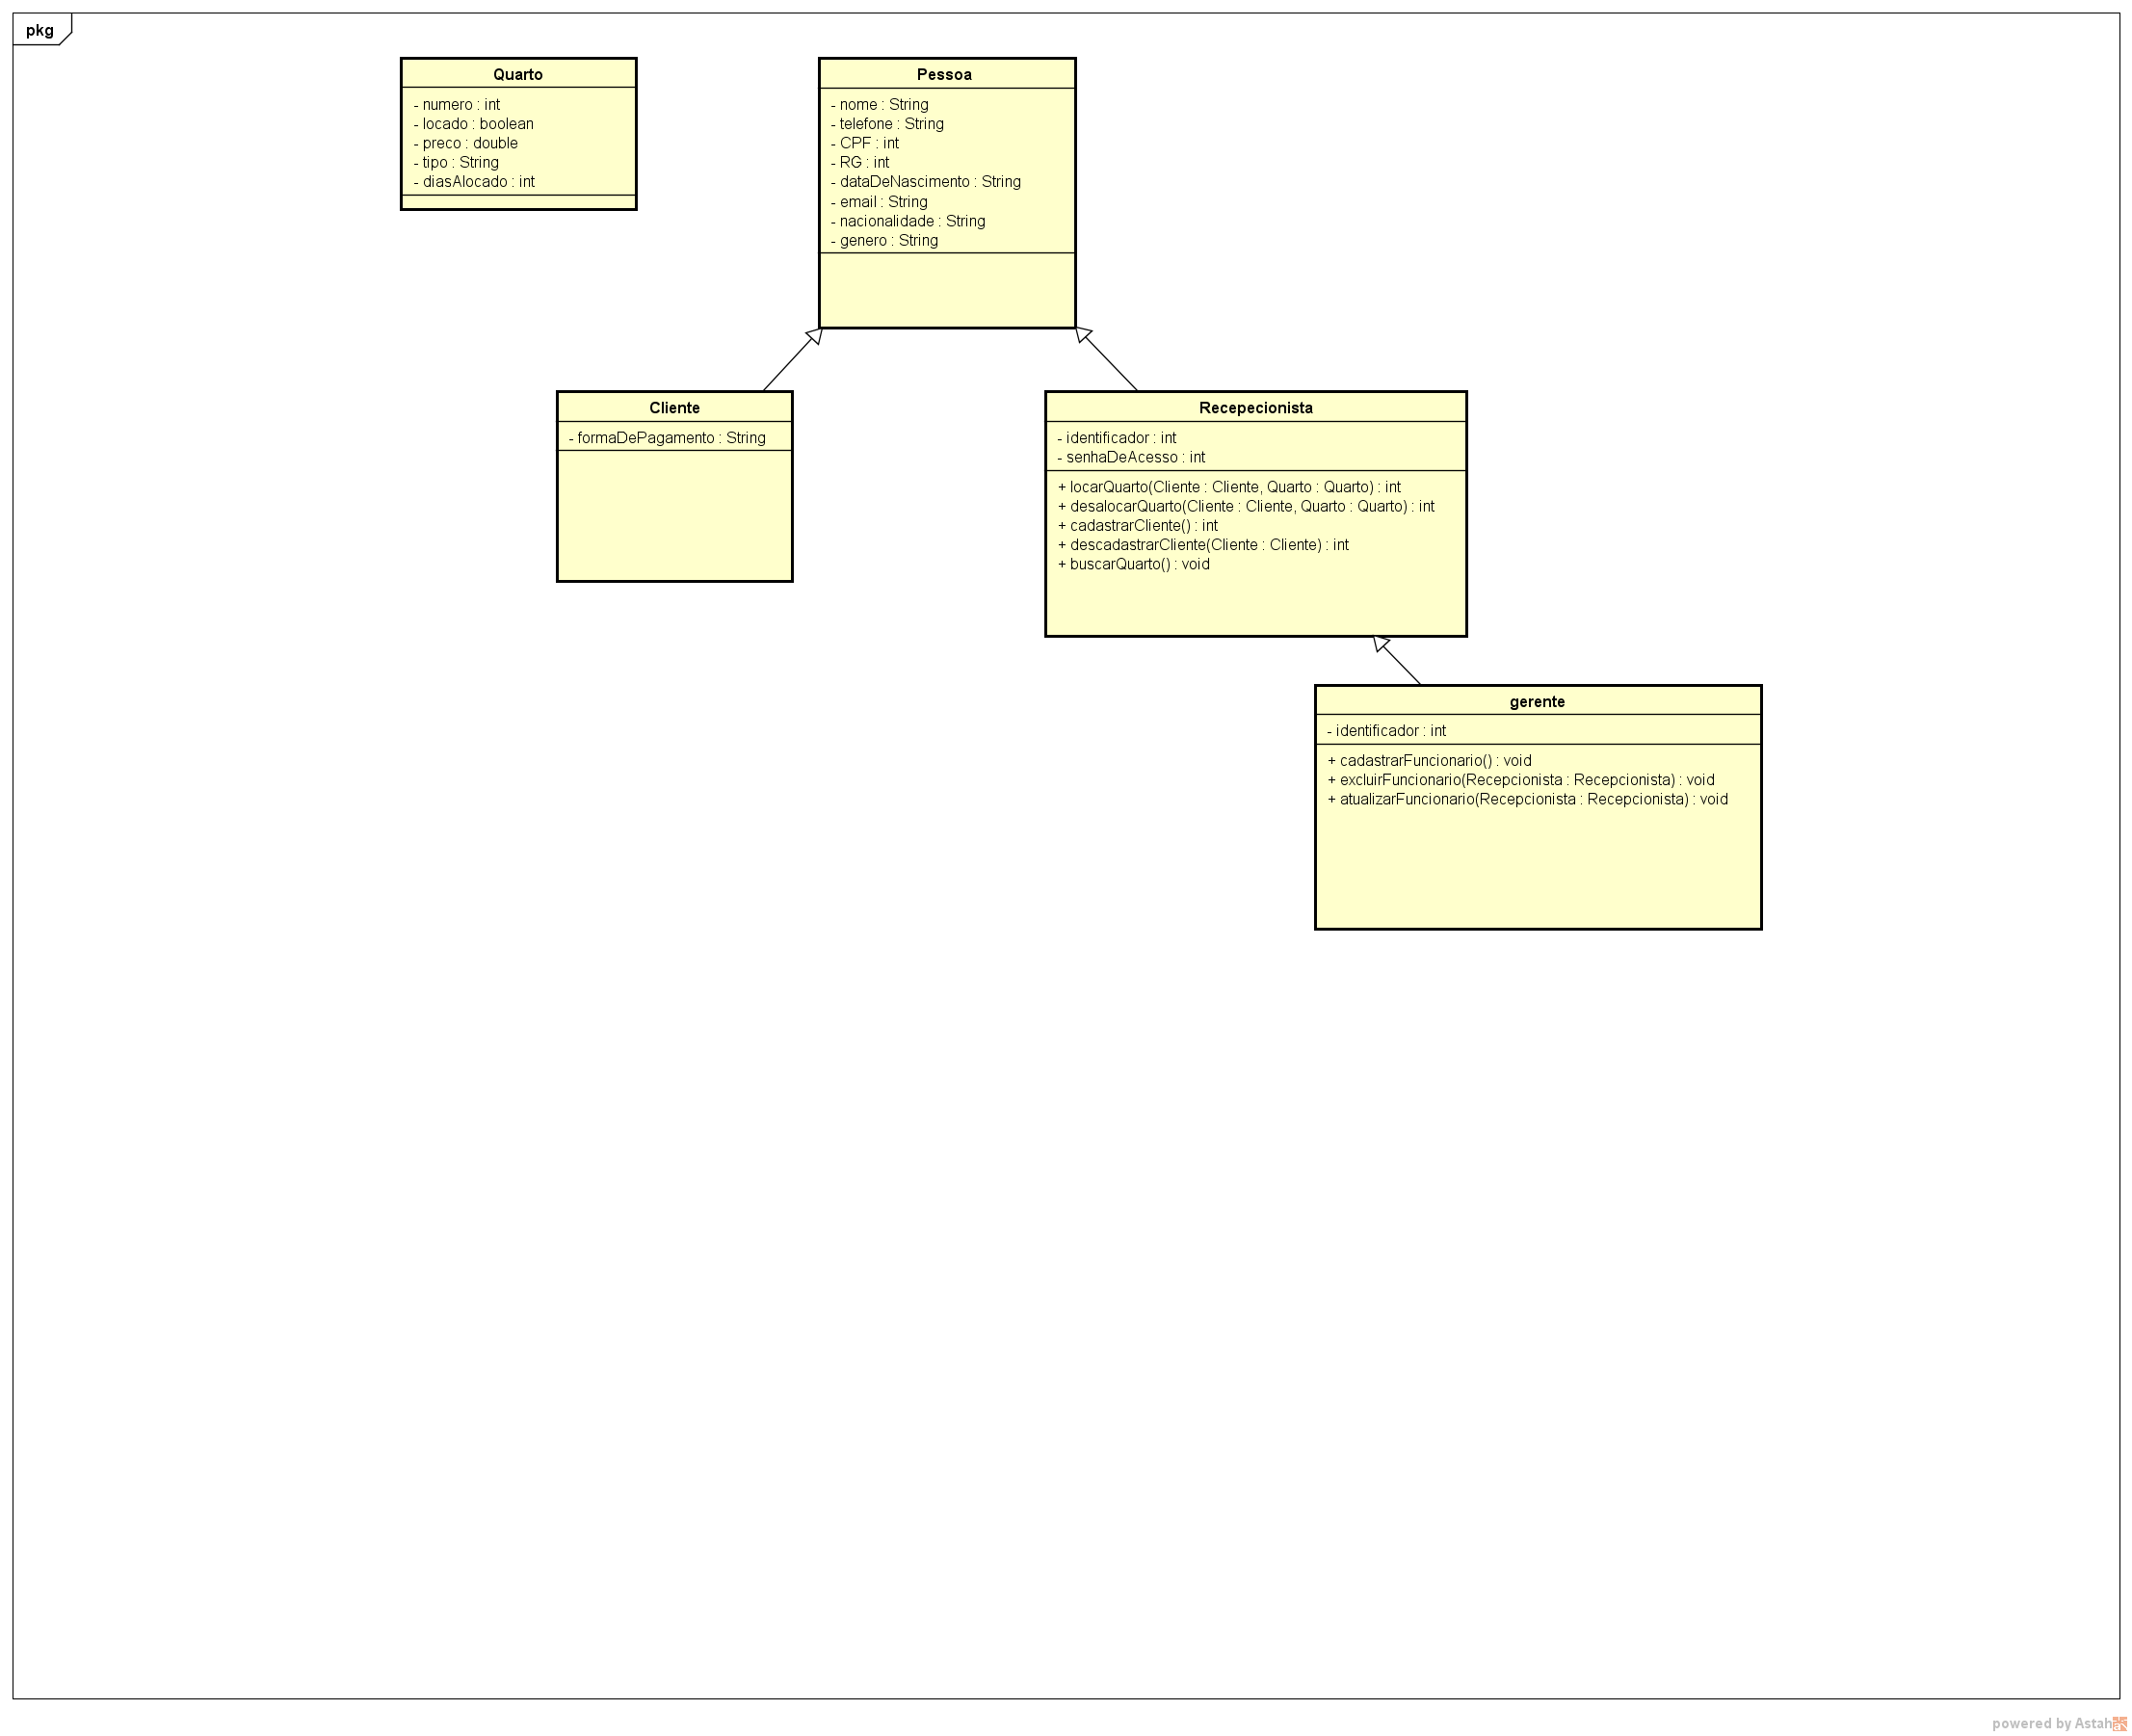 pkg
Quarto
- numero : int
- locado : boolean
- preco : double
- tipo : String
- diasAlocado : int
Pessoa
- nome : String
- telefone : String
- CPF : int
- RG : int
- dataDeNascimento : String
- email : String
- nacionalidade : String
- genero : String
Cliente
- formaDePagamento : String
Recepecionista
- identificador : int
- senhaDeAcesso : int
+ locarQuarto(Cliente : Cliente, Quarto : Quarto) : int
+ desalocarQuarto(Cliente : Cliente, Quarto : Quarto) : int
+ cadastrarCliente() : int
+ descadastrarCliente(Cliente : Cliente) : int
+ buscarQuarto() : void
gerente
- identificador : int
+ cadastrarFuncionario() : void
+ excluirFuncionario(Recepcionista : Recepcionista) : void
+ atualizarFuncionario(Recepcionista : Recepcionista) : void
powered by Astah